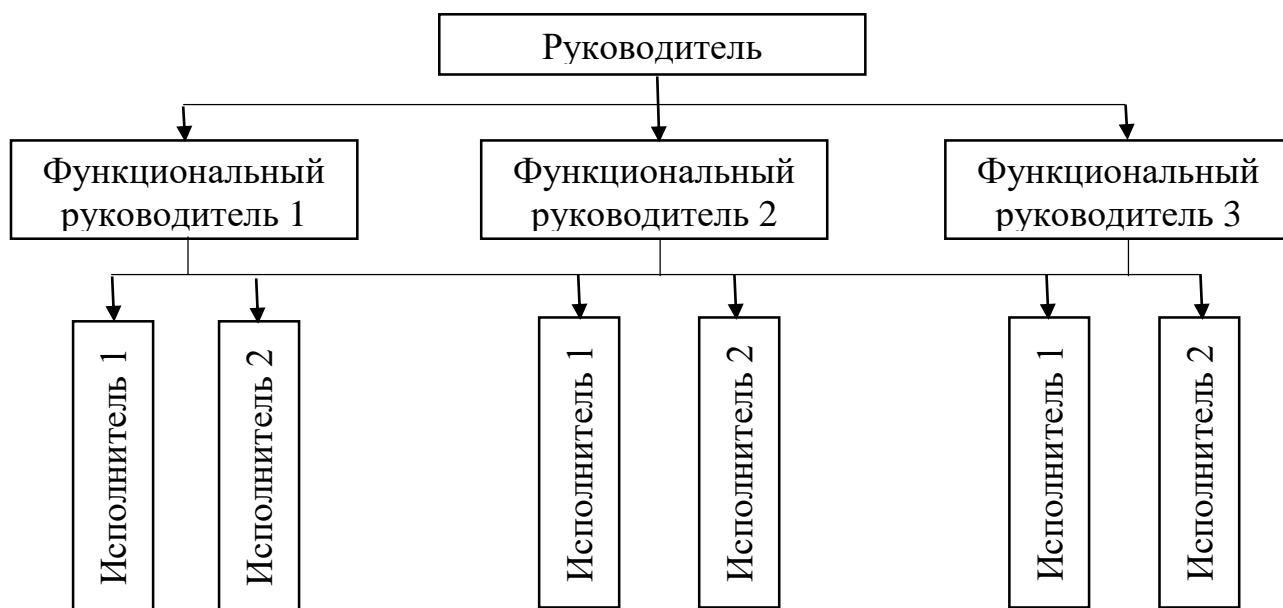 Руководитель
Функциональный
руководитель 1
Функциональный
руководитель 2
Функциональный
руководитель 3
Исполнитель 1
Исполнитель 2
Исполнитель 1
Исполнитель 2
Исполнитель 1
Исполнитель 2